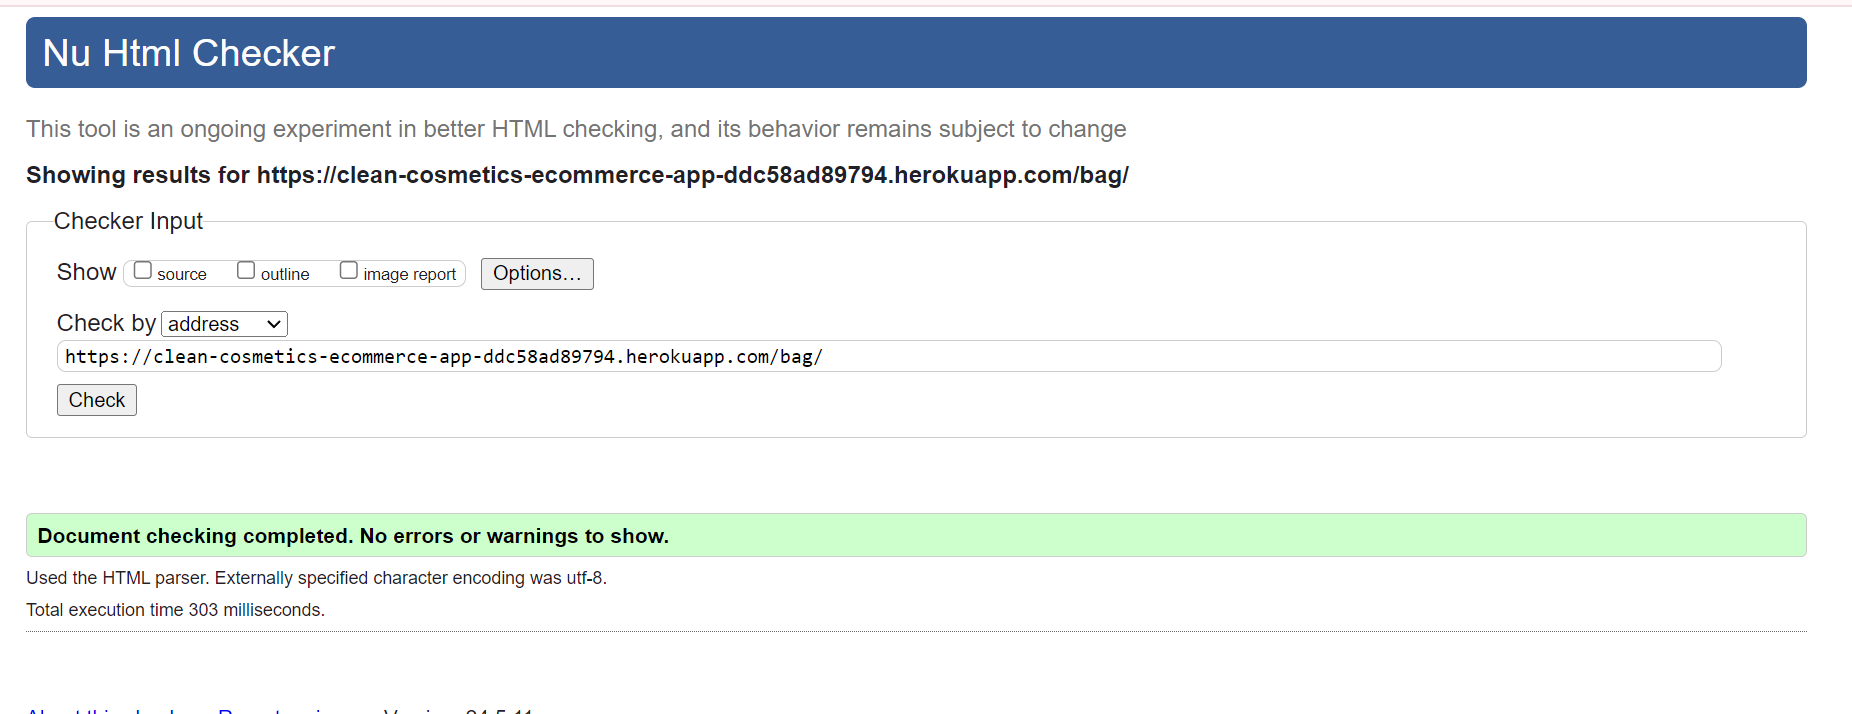 Nu Html Checker
This tool is an ongoing experiment in better HTML checking, and its behavior remains subject to change
Showing results for https://clean-cosmetics-ecommerce-app-ddc58ad89794.herokuapp.com/bag/
Checker Input
Show source outline image report Options...
Check by address
https://clean-cosmetics-ecommerce-app-ddc58ad89794.herokuapp.com/bag/
Check
Document checking completed. No errors or warnings to show.
Used the HTML parser. Externally specified character encoding was utf-8.
Total execution time 303 milliseconds.